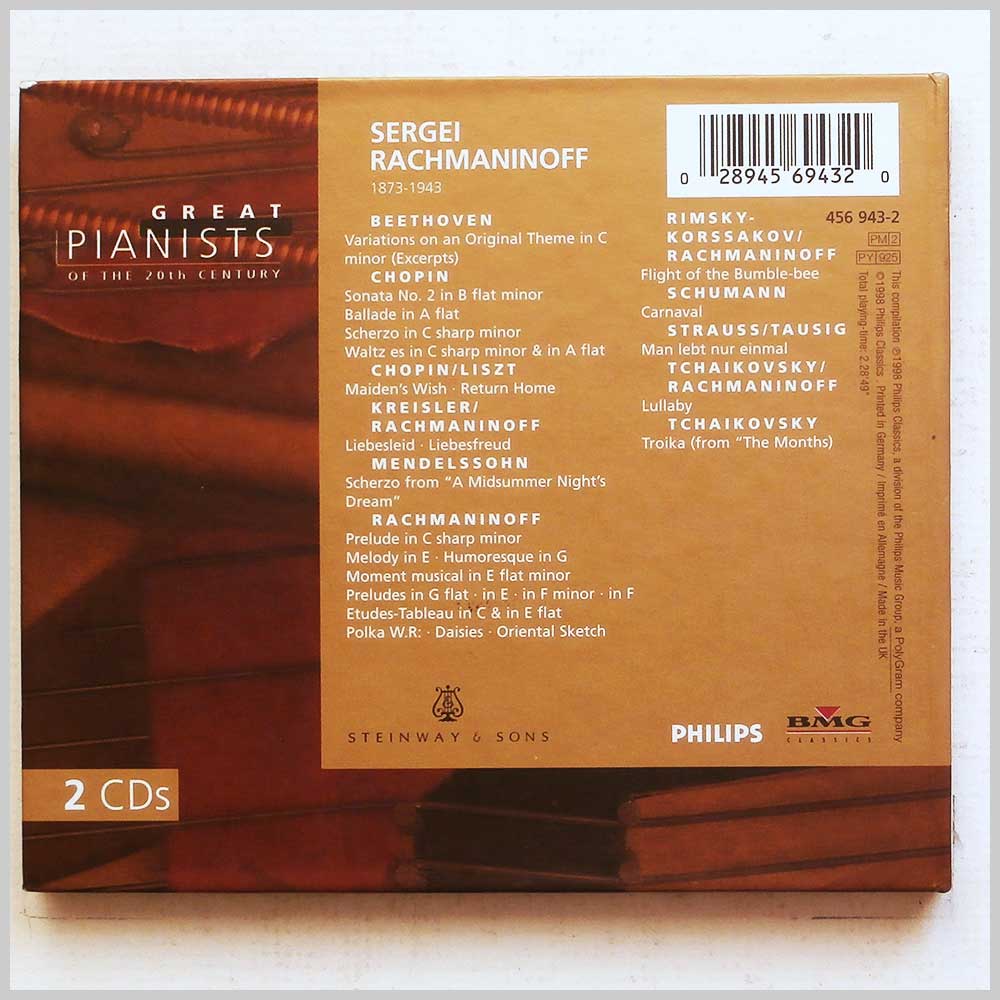 GREAT
PIANISTS
OF THE 20th CENTURY
2 CDs
SERGEI
RACHMANINOFF
1873-1943
BEETHOVEN
Variations on an Original Theme in C
minor (Excerpts)
CHOPIN
Sonata No. 2 in B flat minor
Ballade in A flat
Scherzo in C sharp minor
Waltz es in C sharp minor & in A flat
CHOPIN/LISZT
Maiden's Wish · Return Home
KREISLER/
RACHMANINOFF
Liebesleid · Liebesfreud
MENDELSSOHN
Scherzo from "A Midsummer Night's
Dream"
RACHMANINOFF
Prelude in C sharp minor
Melody in E · Humoresque in G
Moment musical in E flat minor
Preludes in G flat · in E · in F minor · in F
Etudes-Tableau in C & in E flat
Polka W.R: · Daisies · Oriental Sketch
STEINWAY & SONS
0 28945 69432 0
456 943-2
PM 2
PY 925
RIMSKY-
KORSSAKOV/
RACHMANINOFF
Flight of the Bumble-bee
SCHUMANN
Carnaval
STRAUSS/TAUSIG
Man lebt nur einmal
TCHAIKOVSKY/
RACHMANINOFF
Lullaby
TCHAIKOVSKY
Troika (from "The Months)
This compilation ℗1998 Philips Classics, a division of the Philips Music Group, a PolyGram company
©1998 Philips Classics . Printed in Germany / Imprimé en Allemagne / Made in the UK
Total playing-time: 2.28'49"
PHILIPS
BMG
CLASSICS